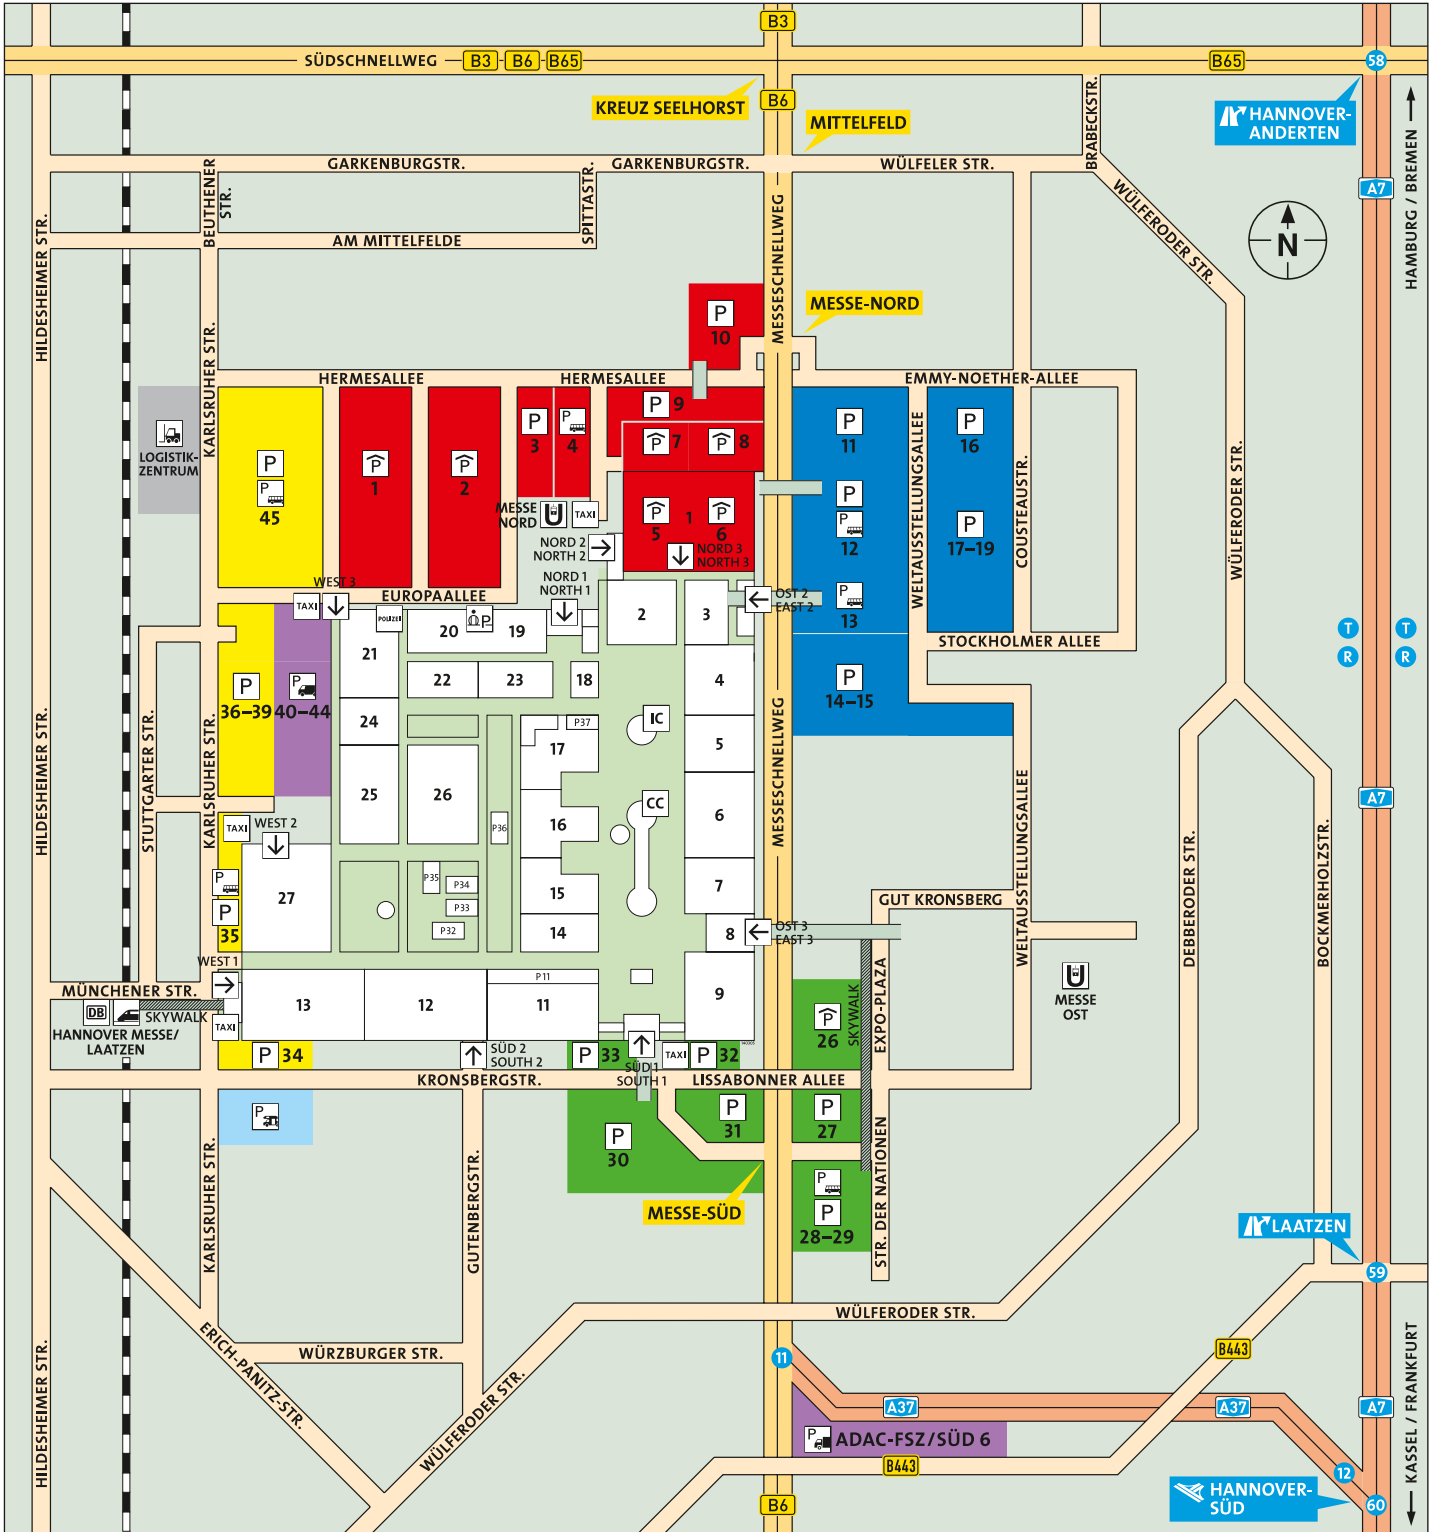 B3
SÜDSCHNELLWEG
B3
B6
B65
B65
58
KREUZ SEELHORST
B6
MITTELFELD
HANNOVER-
ANDERTEN
HAMBURG / BREMEN
GARKENBURGSTR.
GARKENBURGSTR.
WÜLFELER STR.
BRABECKSTR.
BEUTHENER
STR.
SPITTASTR.
AM MITTELFELDE
HILDESHEIMER STR.
MESSESCHNELLWEG
WÜLFERODER STR.
A7
N
MESSE-NORD
P
10
KARLSRUHER STR.
HERMESALLEE
HERMESALLEE
EMMY-NOETHER-ALLEE
LOGISTIK-
ZENTRUM
P
P
45
P
1
P
2
P
3
P
4
P
9
P
7
P
8
P
5
1
P
6
P
11
P
P
12
P
13
P
14–15
P
16
P
17–19
WELTAUSSTELLUNGSALLEE
COUSTEAUSTR.
WÜLFERODER STR.
MESSE
NORD
U
TAXI
NORD 2
NORTH 2
NORD 3
NORTH 3
NORD 1
NORTH 1
WEST 3
TAXI
EUROPAALLEE
POLIZEI
OST 2
EAST 2
STOCKHOLMER ALLEE
T
R
T
R
20
P
19
2
3
21
22
23
18
4
P
36–39
P
40–44
24
P37
IC
17
5
25
26
CC
6
16
P36
STUTTGARTER STR.
KARLSRUHER STR.
HILDESHEIMER STR.
MESSESCHNELLWEG
WELTAUSSTELLUNGSALLEE
A7
TAXI
WEST 2
27
P
P
35
P35
P34
P33
P32
15
14
7
8
OST 3
EAST 3
GUT KRONSBERG
DEBBERODER STR.
BOCKMERHOLZSTR.
WEST 1
MÜNCHENER STR.
DB
SKYWALK
HANNOVER MESSE/
LAATZEN
TAXI
13
12
P11
11
9
P
26
SKYWALK
EXPO-PLAZA
U
MESSE
OST
P
34
SÜD 2
SOUTH 2
P
33
SÜD 1
SOUTH 1
TAXI
P
32
KRONSBERGSTR.
LISSABONNER ALLEE
P
P
30
P
31
P
27
P
P
28–29
STR. DER NATIONEN
KARLSRUHER STR.
GUTENBERGSTR.
MESSE-SÜD
LAATZEN
59
WÜLFERODER STR.
ERICH-PANITZ-STR.
WÜRZBURGER STR.
WÜLFERODER STR.
HILDESHEIMER STR.
11
B443
A37
A37
A7
P
ADAC-FSZ/SÜD 6
B443
12
B6
HANNOVER-
SÜD
60
KASSEL / FRANKFURT